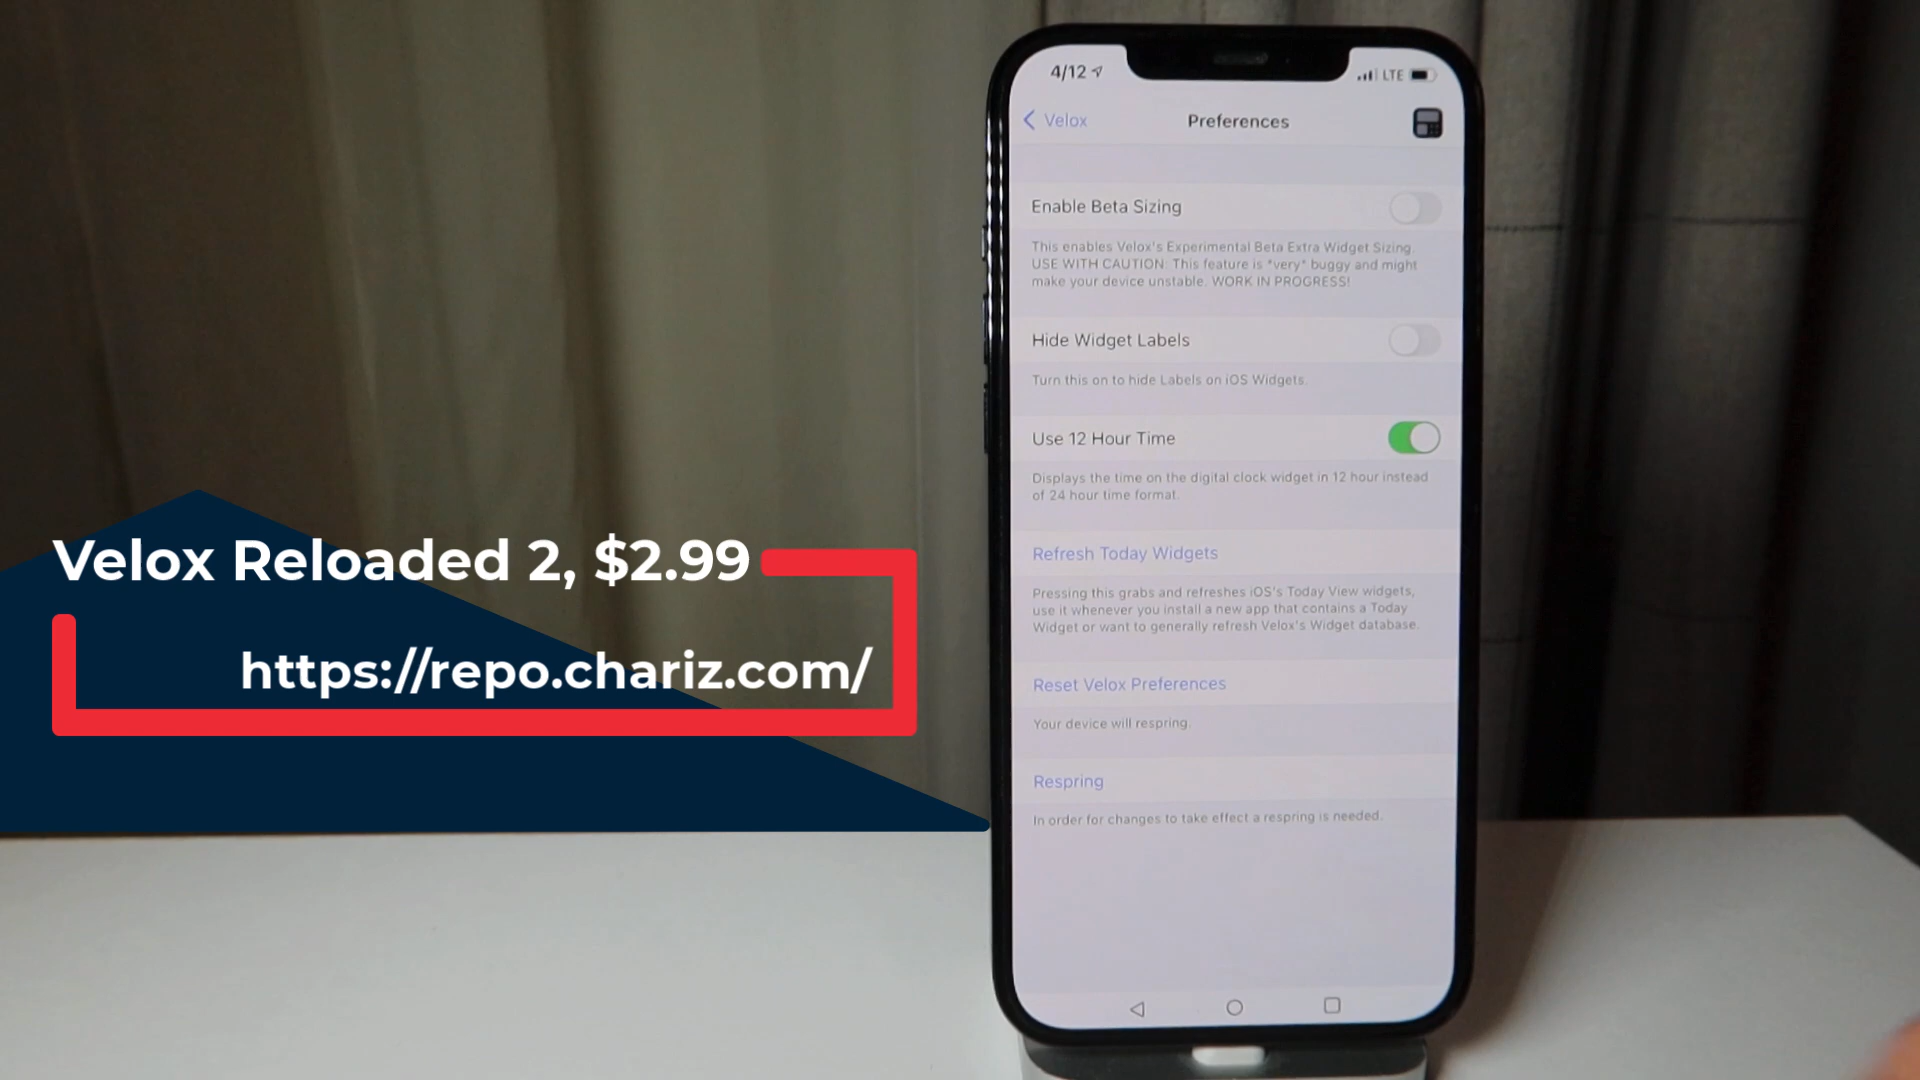 4/12
LTE
Velox
Preferences
Enable Beta Sizing
This enables Velox's Experimental Beta Extra Widget Sizing.
USE WITH CAUTION. This feature is *very* buggy and might
make your device unstable. WORK IN PROGRESS!
Hide Widget Labels
Turn this on to hide Labels on iOS Widgets.
Use 12 Hour Time
Displays the time on the digital clock widget in 12 hour instead
of 24 hour time format.
Refresh Today Widgets
Pressing this grabs and refreshes iOS's Today View widgets,
use it whenever you install a new app that contains a Today
Widget or want to generally refresh Velox's Widget database.
Reset Velox Preferences
Your device will respring.
Respring
In order for changes to take effect a respring is needed.
Velox Reloaded 2, $2.99
https://repo.chariz.com/